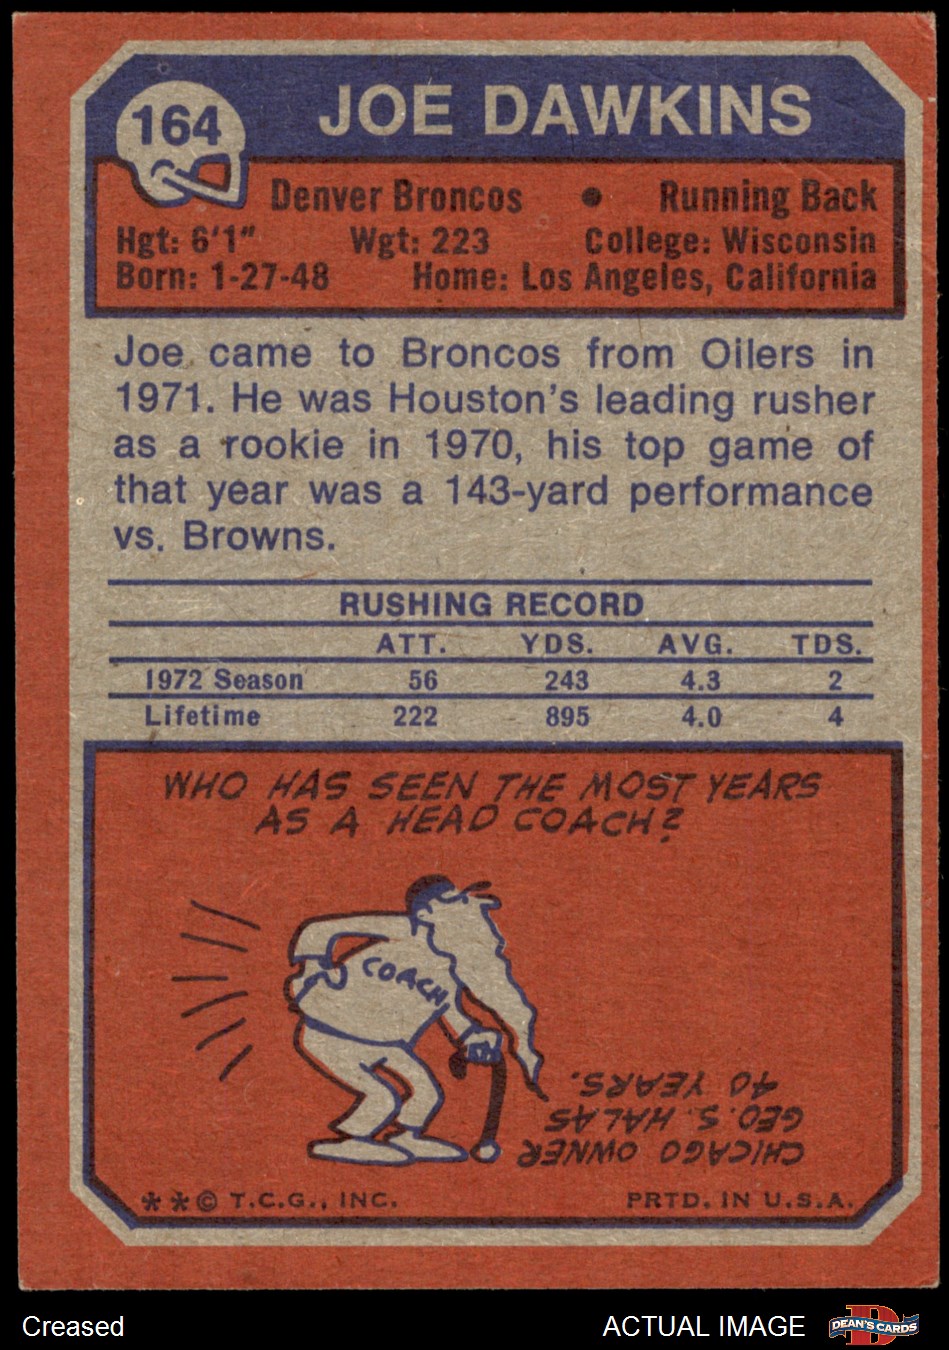 164
JOE DAWKINS
Denver Broncos • Running Back
Hgt: 6'1" Wgt: 223 College: Wisconsin
Born: 1-27-48 Home: Los Angeles, California
Joe came to Broncos from Oilers in
1971. He was Houston's leading rusher
as a rookie in 1970, his top game of
that year was a 143-yard performance
vs. Browns.
RUSHING RECORD
ATT. YDS. AVG. TDS.
1972 Season 56 243 4.3 2
Lifetime 222 895 4.0 4
WHO HAS SEEN THE MOST YEARS
AS A HEAD COACH?
COACH
CHICAGO OWNER
GEO. S. HALAS
40 YEARS.
**© T.C.G., INC. PRTD. IN U.S.A.
Creased
ACTUAL IMAGE
D
DEAN'S CARDS